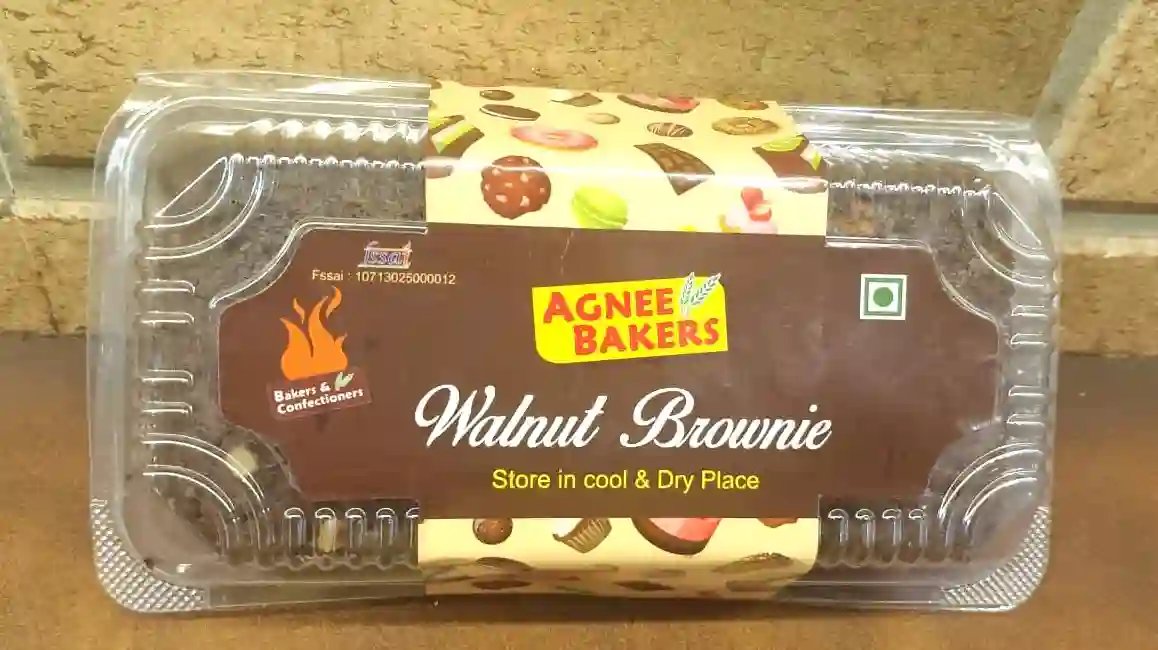 fssai
Fssai : 10713025000012
AGNEE
BAKERS
Bakers &
Confectioners
Walnut Brownie
Store in cool & Dry Place